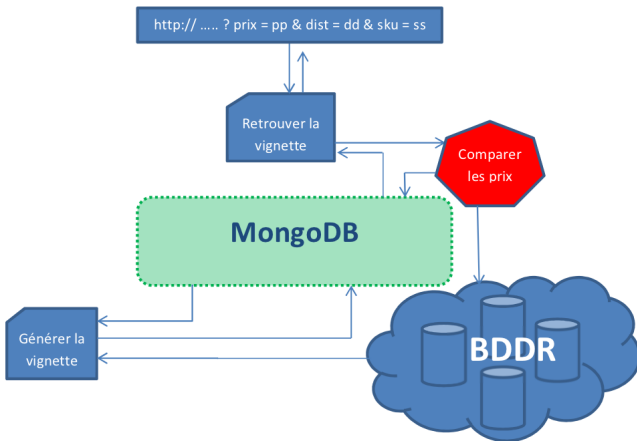 http:// ..... ? prix = pp & dist = dd & sku = ss
Retrouver la
vignette
Comparer
les prix
MongoDB
Générer la
vignette
BDDR